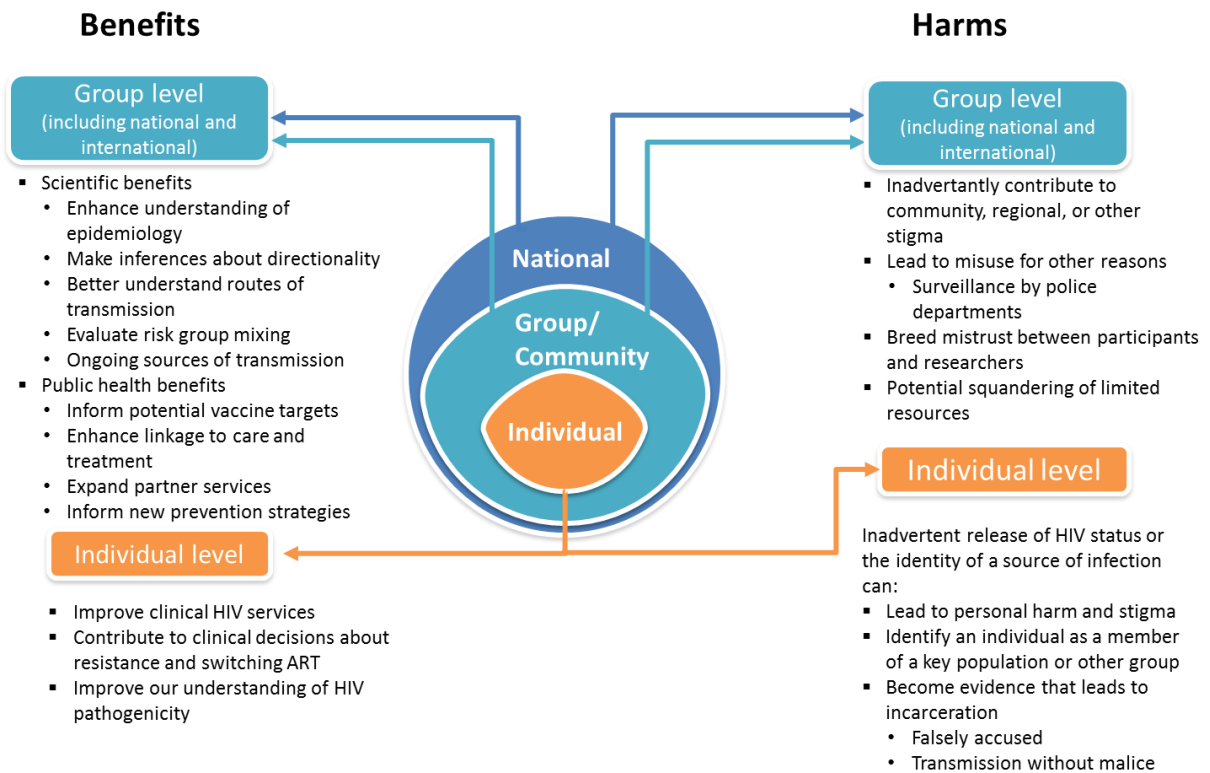 Benefits
Group level
(including national and
international)
▪ Scientific benefits
• Enhance understanding of
epidemiology
• Make inferences about directionality
• Better understand routes of
transmission
• Evaluate risk group mixing
• Ongoing sources of transmission
▪ Public health benefits
• Inform potential vaccine targets
• Enhance linkage to care and
treatment
• Expand partner services
• Inform new prevention strategies
Individual level
▪ Improve clinical HIV services
▪ Contribute to clinical decisions about
resistance and switching ART
▪ Improve our understanding of HIV
pathogenicity
National
Group/
Community
Individual
Harms
Group level
(including national and
international)
▪ Inadvertantly contribute to
community, regional, or other
stigma
▪ Lead to misuse for other reasons
• Surveillance by police
departments
▪ Breed mistrust between participants
and researchers
▪ Potential squandering of limited
resources
Individual level
Inadvertent release of HIV status or
the identity of a source of infection
can:
▪ Lead to personal harm and stigma
▪ Identify an individual as a member
of a key population or other group
▪ Become evidence that leads to
incarceration
• Falsely accused
• Transmission without malice